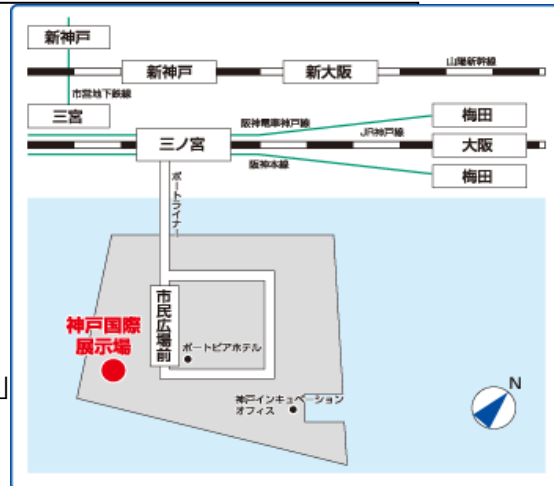 新神戸
山陽新幹線
新神戸
新大阪
市営地下鉄線
三宮
阪神電車神戸線
梅田
JR神戸線
三ノ宮
大阪
阪神本線
梅田
ポートライナー
市民広場前
神戸国際
展示場
ポートピアホテル
神戸インキュベーション
オフィス
N
」